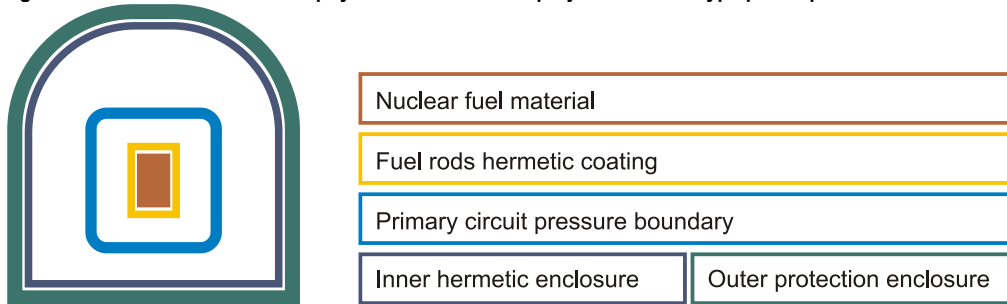 Nuclear fuel material
Fuel rods hermetic coating
Primary circuit pressure boundary
Inner hermetic enclosure
Outer protection enclosure